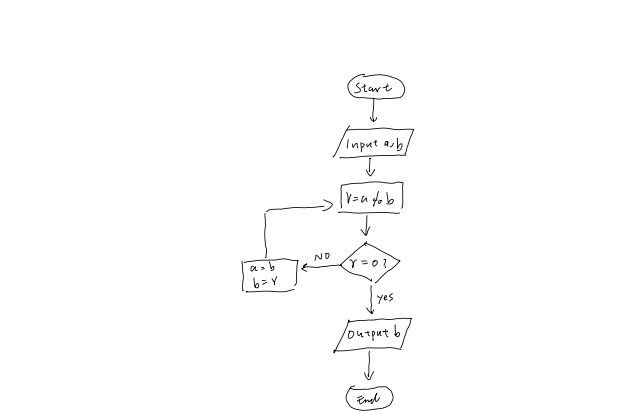 Start
Input a,b
r=a % b
r=0?
NO
a=b
b=r
yes
Output b
End